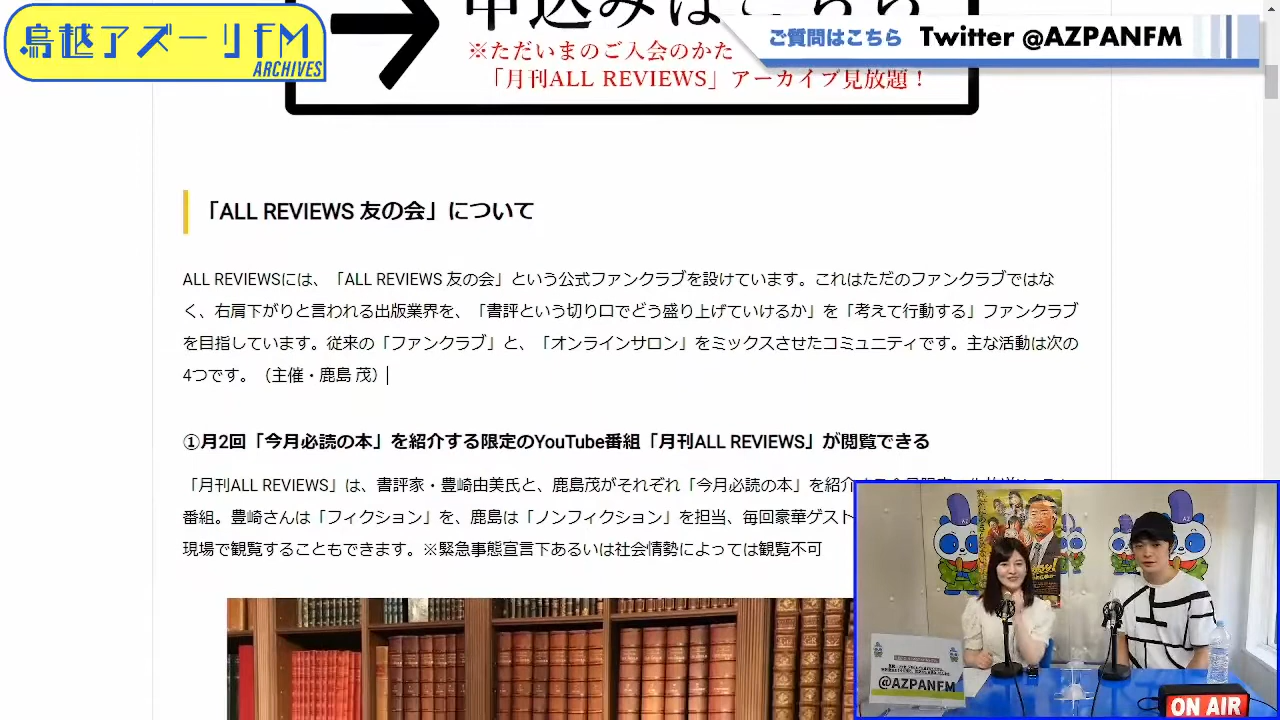 鳥越アズーリFM
ARCHIVES
申込みはこちら
※ただいまのご入会のかた
「月刊ALL REVIEWS」アーカイブ見放題！
ご質問はこちら Twitter @AZPANFM
「ALL REVIEWS 友の会」について
ALL REVIEWSには、「ALL REVIEWS 友の会」という公式ファンクラブを設けています。これはただのファンクラブではな
く、右肩下がりと言われる出版業界を、「書評という切り口でどう盛り上げていけるか」を「考えて行動する」ファンクラブ
を目指しています。従来の「ファンクラブ」と、「オンラインサロン」をミックスさせたコミュニティです。主な活動は次の
4つです。（主催・鹿島 茂）
①月2回「今月必読の本」を紹介する限定のYouTube番組「月刊ALL REVIEWS」が閲覧できる
「月刊ALL REVIEWS」は、書評家・豊崎由美氏と、鹿島茂がそれぞれ「今月必読の本」を紹介
番組。豊崎さんは「フィクション」を、鹿島は「ノンフィクション」を担当、毎回豪華ゲスト
現場で観覧することもできます。※緊急事態宣言下あるいは社会情勢によっては観覧不可
@AZPANFM
ON AIR